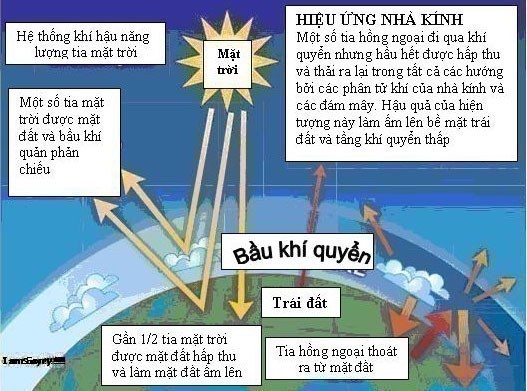 Hệ thống khí hậu năng
lượng tia mặt trời
Mặt
trời
HIỆU ỨNG NHÀ KÍNH
Một số tia hồng ngoại đi qua khí
quyển nhưng hầu hết được hấp thu
và thải ra lại trong tất cả các hướng
bởi các phân tử khí của nhà kính và
các đám mây. Hậu quả của hiện
tượng này làm ấm lên bề mặt trái
đất và tầng khí quyển thấp
Một số tia mặt
trời được mặt
đất và bầu khí
quản phản
chiếu
Bầu khí quyển
Trái đất
Gần 1/2 tia mặt trời
được mặt đất hấp thu
và làm mặt đất ấm lên
Tia hồng ngoại thoát
ra từ mặt đất